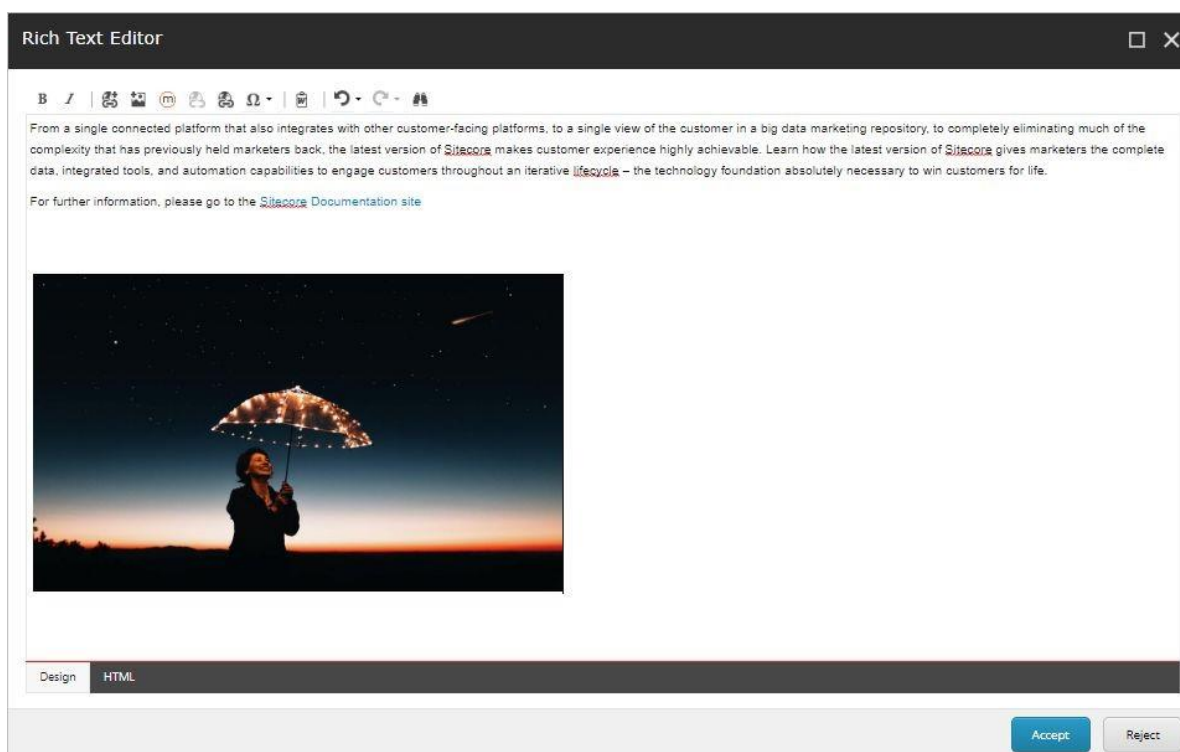 Rich Text Editor
B I Ω
From a single connected platform that also integrates with other customer-facing platforms, to a single view of the customer in a big data marketing repository, to completely eliminating much of the
complexity that has previously held marketers back, the latest version of Sitecore makes customer experience highly achievable. Learn how the latest version of Sitecore gives marketers the complete
data, integrated tools, and automation capabilities to engage customers throughout an iterative lifecycle – the technology foundation absolutely necessary to win customers for life.
For further information, please go to the Sitecore Documentation site
Design HTML
Accept Reject